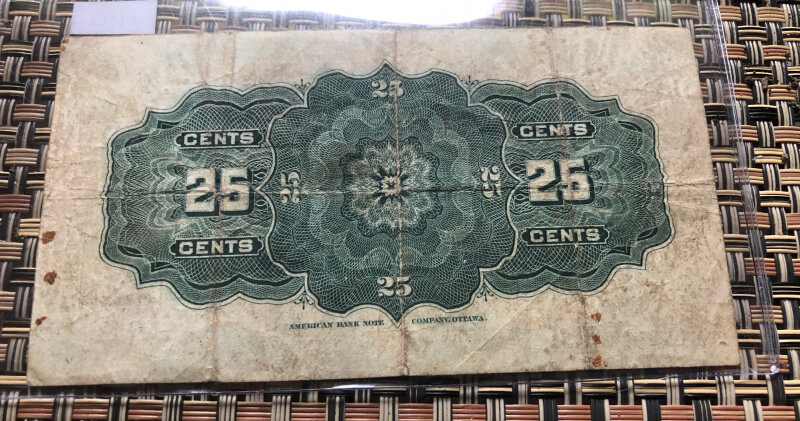 25
CENTS CENTS
25 25 25 25
CENTS CENTS
25
AMERICAN BANK NOTE COMPANY, OTTAWA.